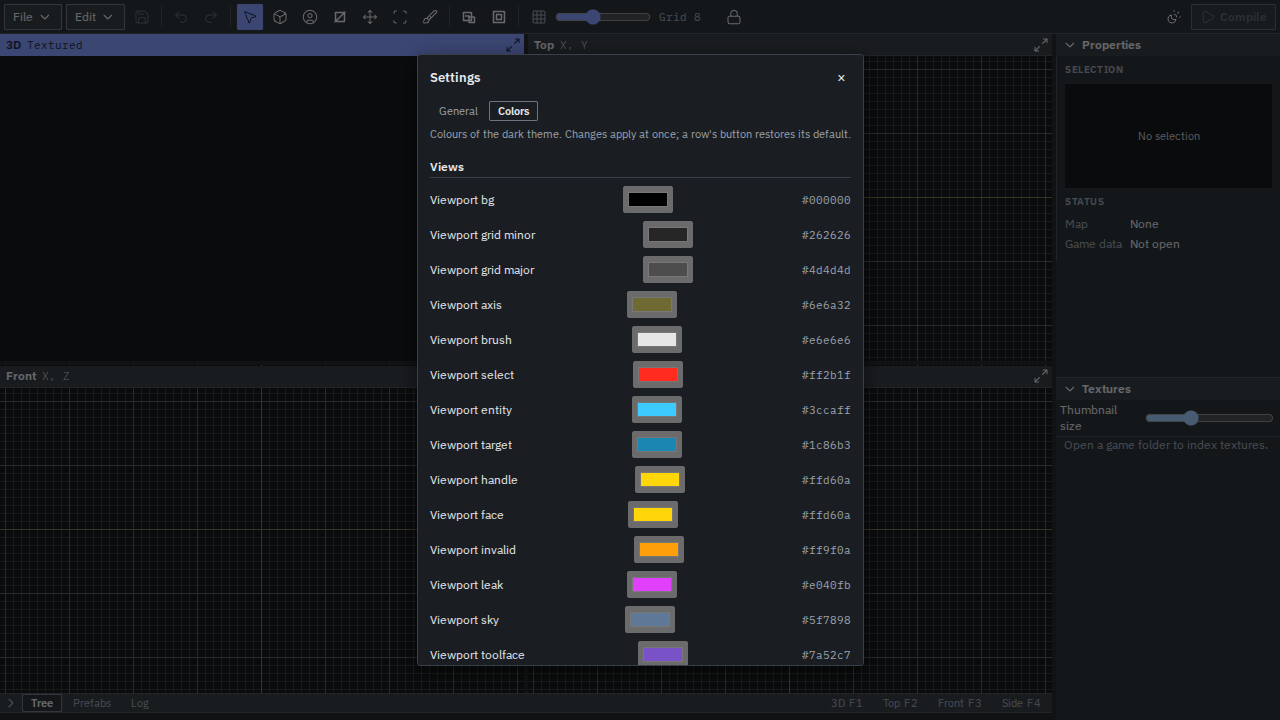 File Edit Grid 8 Compile
3D Textured
Top X, Y
Properties
SELECTION
No selection
STATUS
Map None
Game data Not open
Settings ×
General Colors
Colours of the dark theme. Changes apply at once; a row's button restores its default.
Views
Viewport bg #000000
Viewport grid minor #262626
Viewport grid major #4d4d4d
Viewport axis #6e6a32
Viewport brush #e6e6e6
Viewport select #ff2b1f
Viewport entity #3ccaff
Viewport target #1c86b3
Viewport handle #ffd60a
Viewport face #ffd60a
Viewport invalid #ff9f0a
Viewport leak #e040fb
Viewport sky #5f7898
Viewport toolface #7a52c7
Front X, Z
Textures
Thumbnail
size
Open a game folder to index textures.
Tree Prefabs Log
3D F1 Top F2 Front F3 Side F4